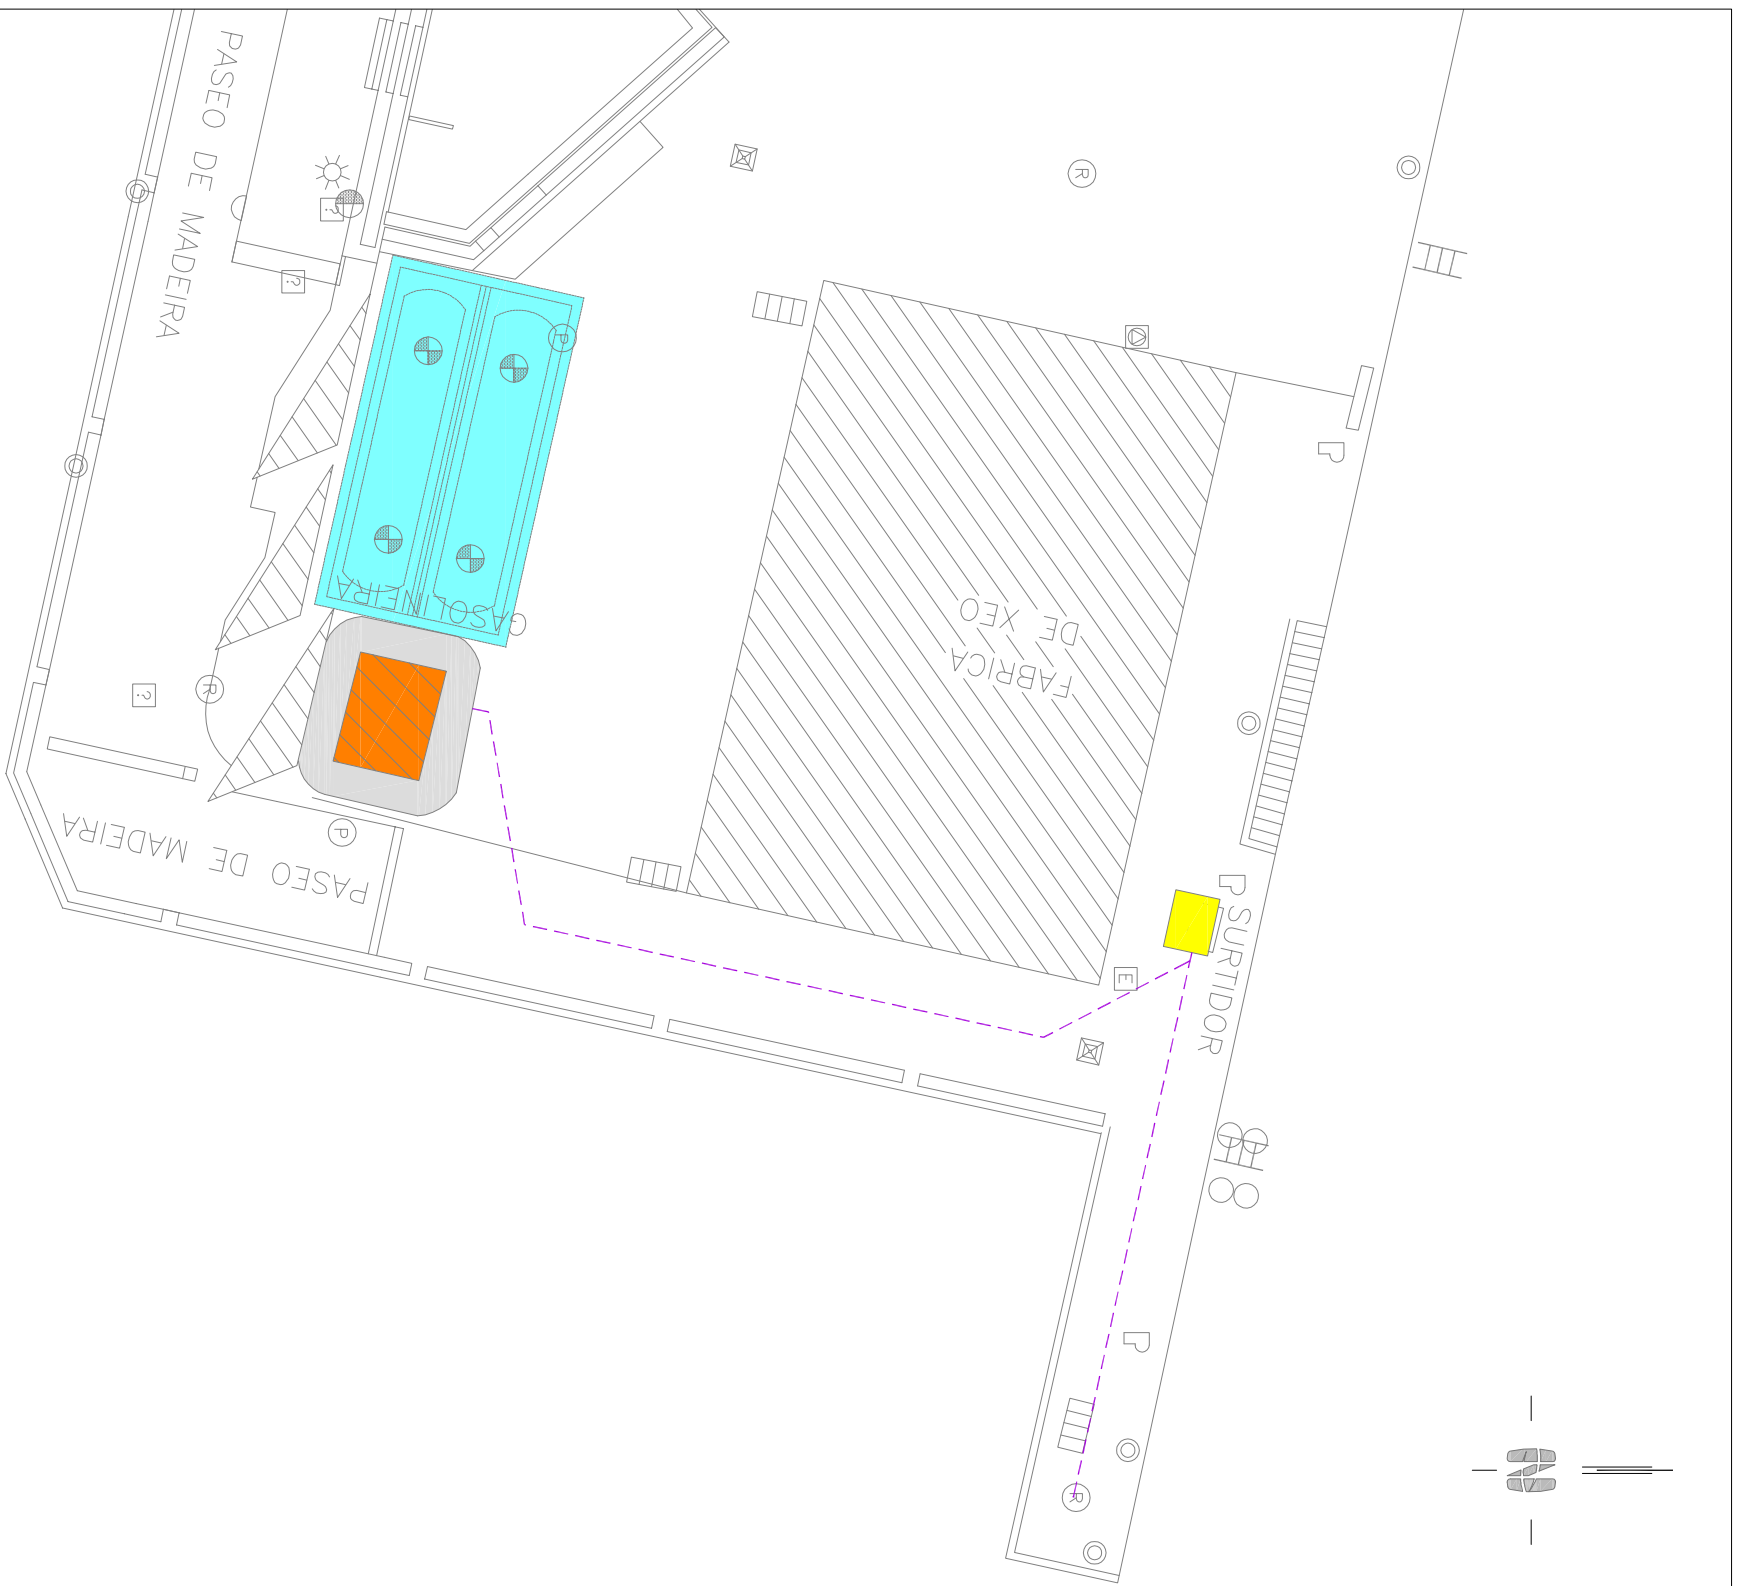 PASEO DE MADEIRA
R
?
?
P
GASOLINEIRA
FABRICA
DE XEO
?
R
P
PASEO DE MADEIRA
E
SURTIDOR
R